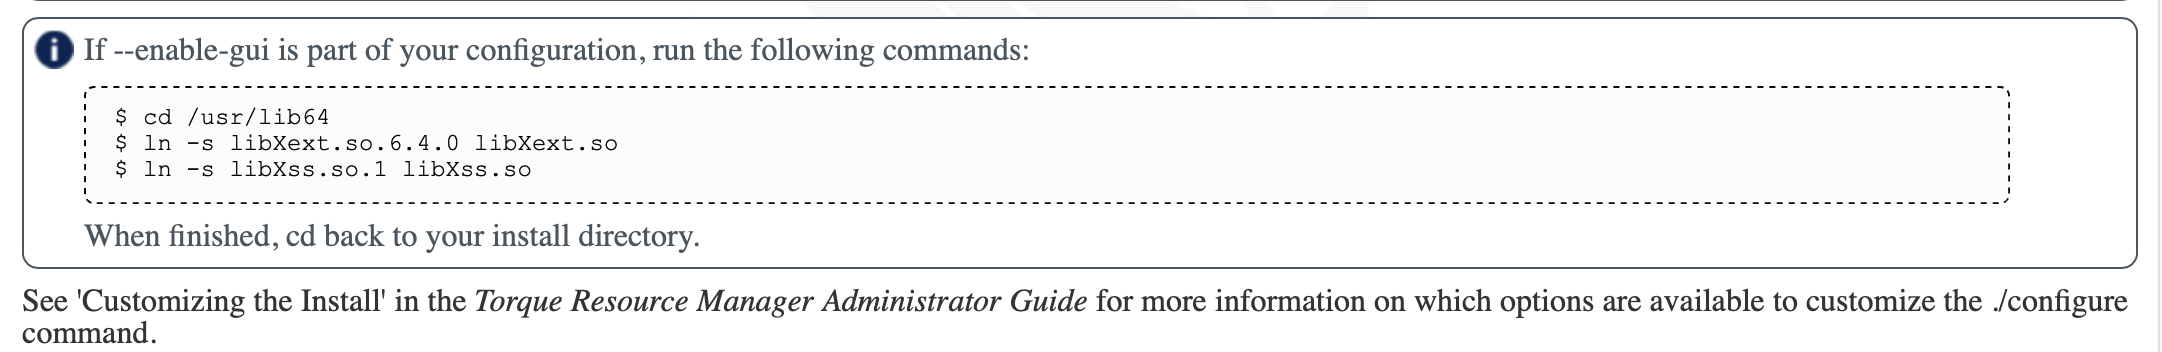 If --enable-gui is part of your configuration, run the following commands:
$ cd /usr/lib64
$ ln -s libXext.so.6.4.0 libXext.so
$ ln -s libXss.so.1 libXss.so
When finished, cd back to your install directory.
See 'Customizing the Install' in the Torque Resource Manager Administrator Guide for more information on which options are available to customize the ./configure
command.